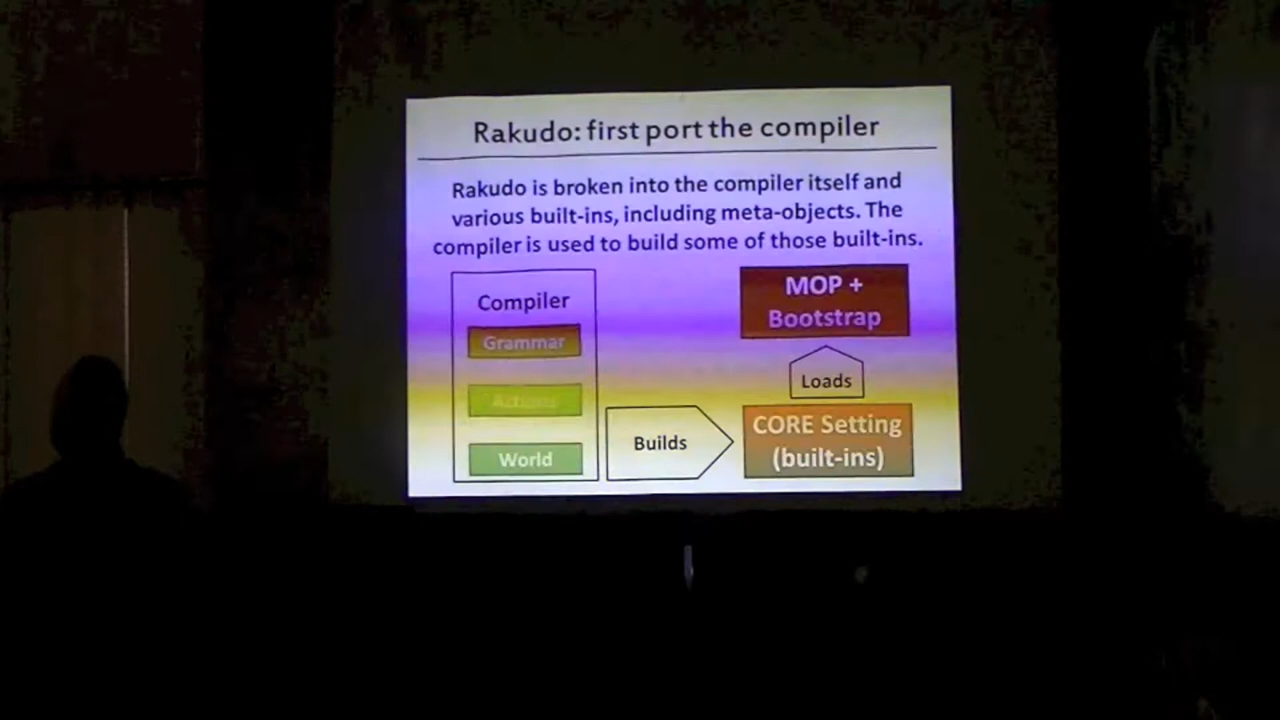 Rakudo: first port the compiler
Rakudo is broken into the compiler itself and
various built-ins, including meta-objects. The
compiler is used to build some of those built-ins.
Compiler
Grammar
Actions
World
Builds
MOP +
Bootstrap
Loads
CORE Setting
(built-ins)